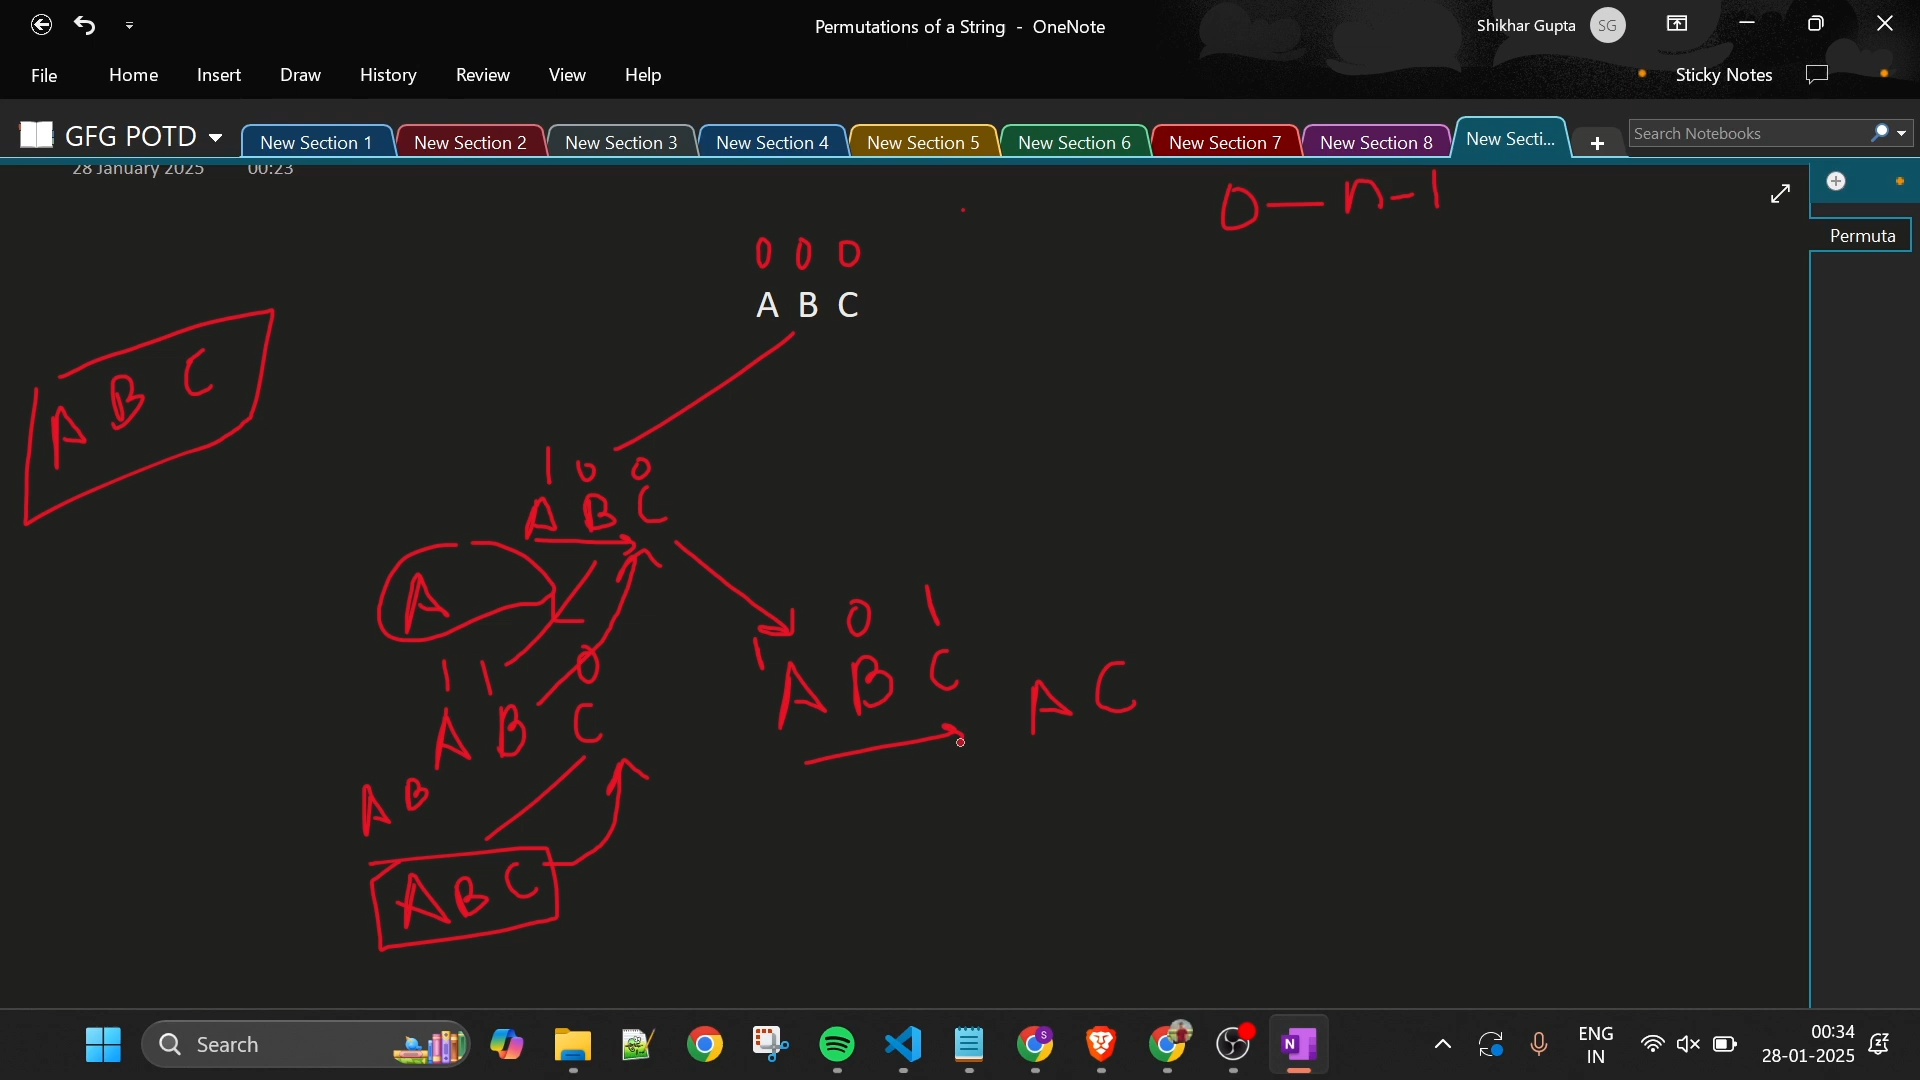 Permutations of a String - OneNote
Shikhar Gupta SG
File Home Insert Draw History Review View Help
Sticky Notes
GFG POTD
New Section 1 New Section 2 New Section 3 New Section 4 New Section 5 New Section 6 New Section 7 New Section 8 New Secti... +
Search Notebooks
28 January 2025 00:23
0 — n-1
Permuta
0 0 0
A B C
A B C
1 0 0
A B C
A
1 0 1
A B C
A C
1 1 0
A B C
A B
A B C
Search
ENG
IN
00:34
28-01-2025